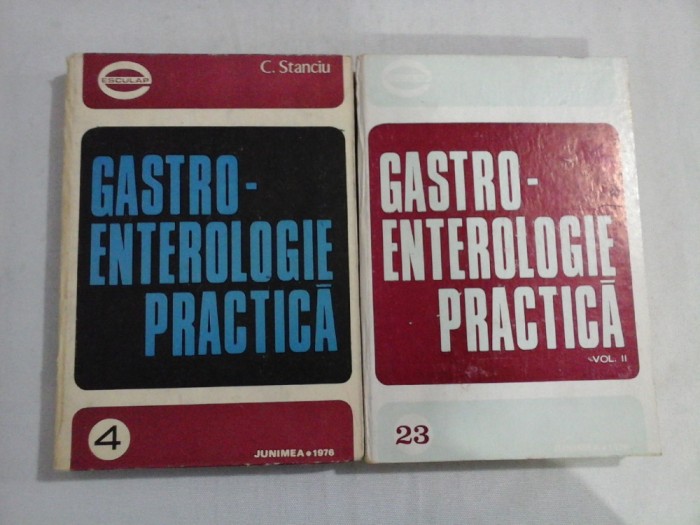 ESCULAP
C. Stanciu
GASTRO-
ENTEROLOGIE
PRACTICĂ
4
JUNIMEA • 1976
GASTRO-
ENTEROLOGIE
PRACTICĂ
VOL. II
23